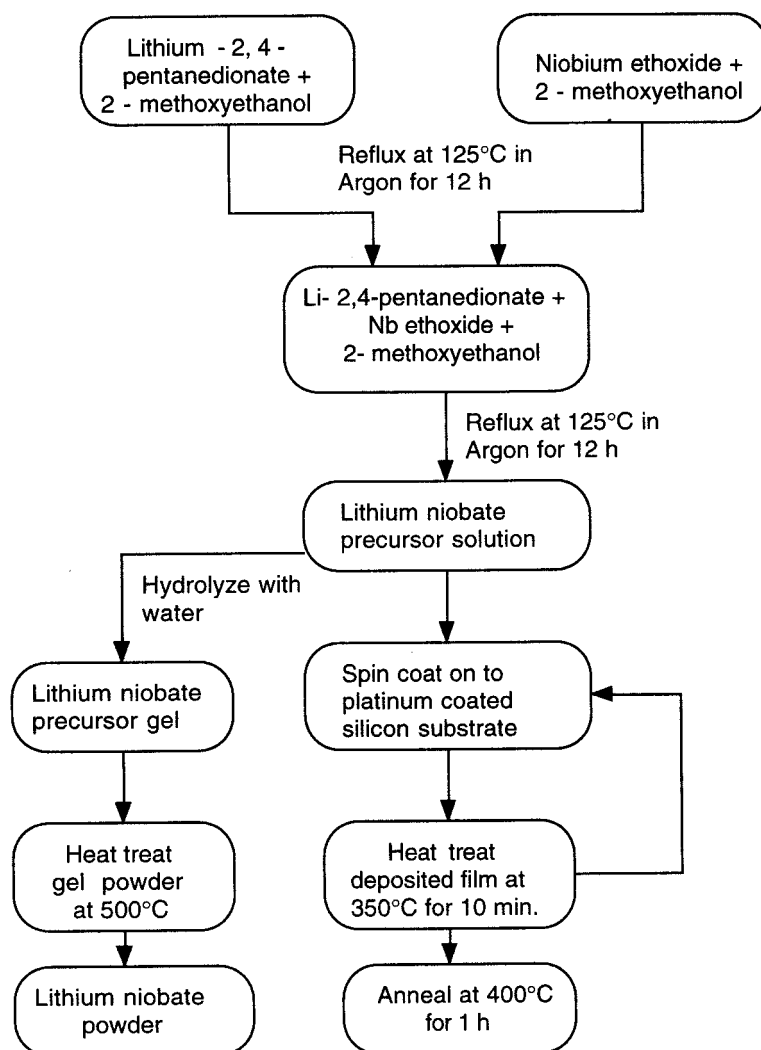 Lithium - 2, 4 -
pentanedionate +
2 - methoxyethanol
Niobium ethoxide +
2 - methoxyethanol
Reflux at 125°C in
Argon for 12 h
Li- 2,4-pentanedionate +
Nb ethoxide +
2- methoxyethanol
Reflux at 125°C in
Argon for 12 h
Lithium niobate
precursor solution
Hydrolyze with
water
Lithium niobate
precursor gel
Spin coat on to
platinum coated
silicon substrate
Heat treat
gel powder
at 500°C
Heat treat
deposited film at
350°C for 10 min.
Lithium niobate
powder
Anneal at 400°C
for 1 h